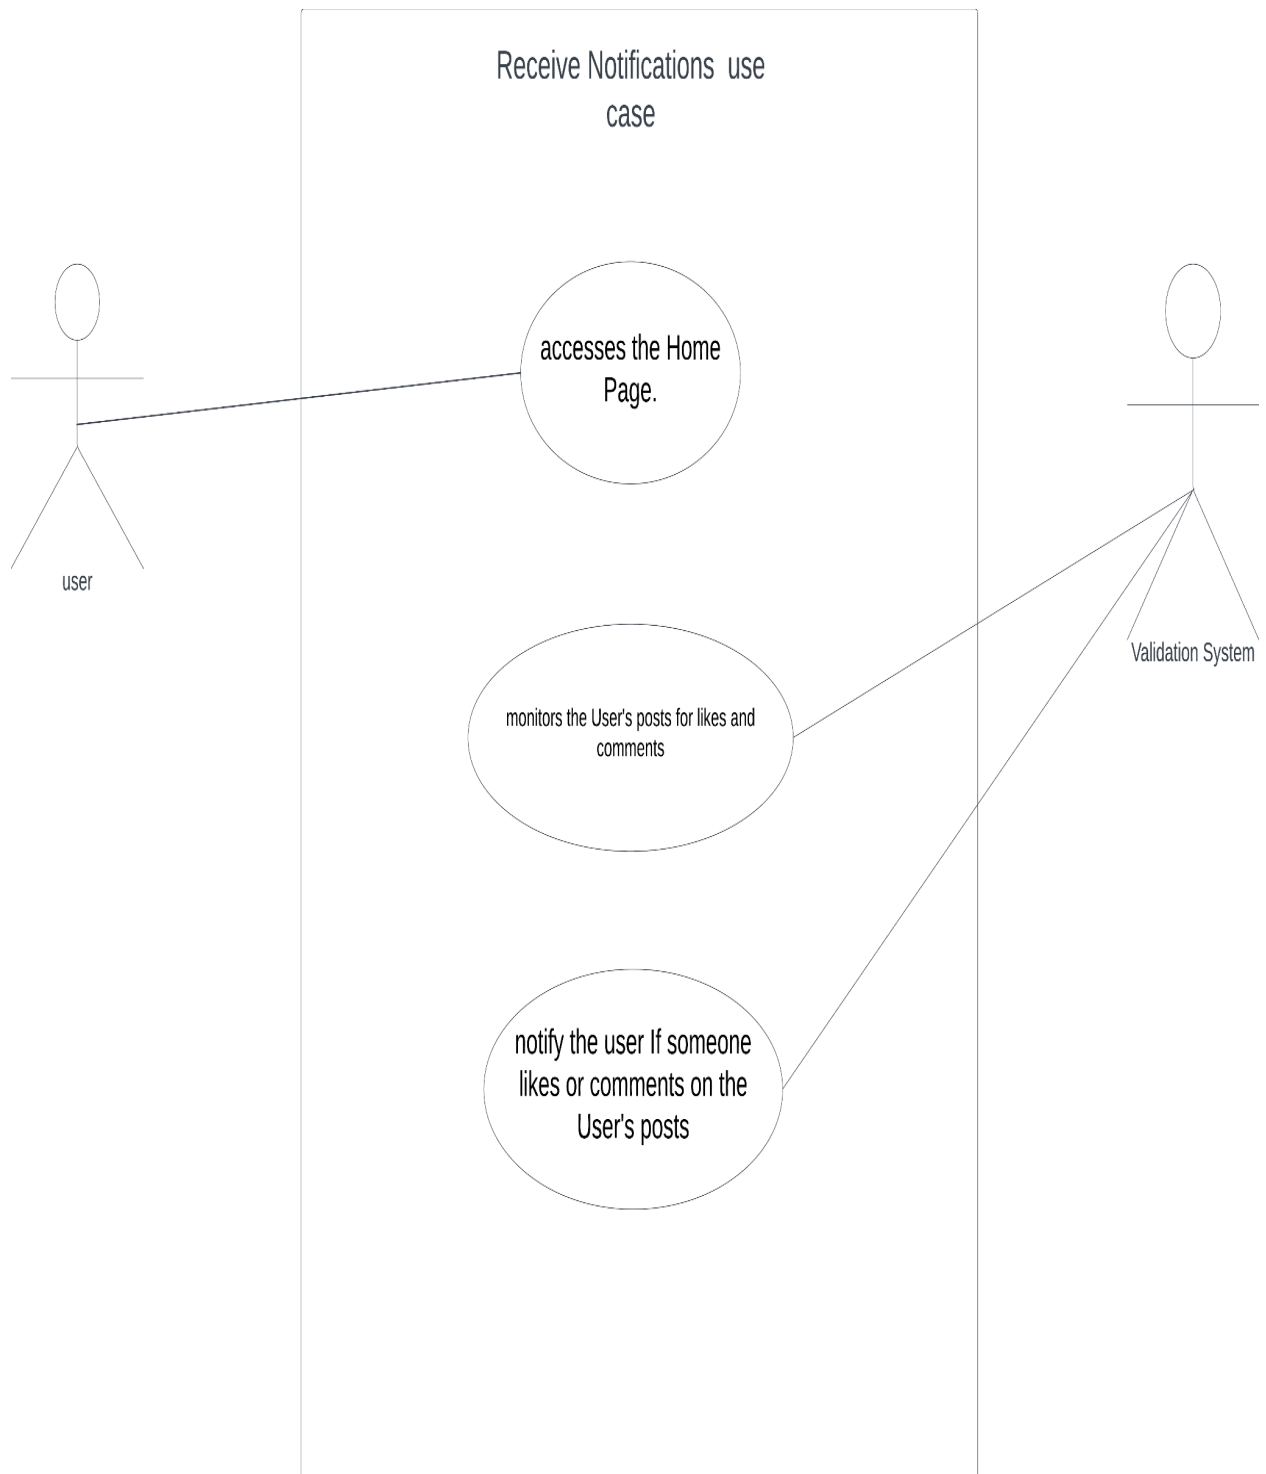 Receive Notifications  use
case
accesses the Home
Page.
user
Validation System
monitors the User's posts for likes and
comments
notify the user If someone
likes or comments on the
User's posts